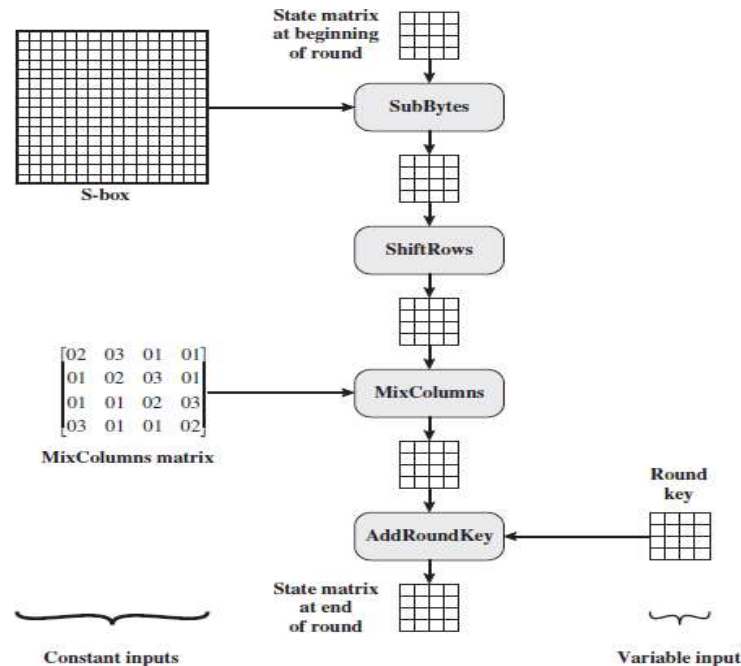 State matrix
at beginning
of round
SubBytes
S-box
ShiftRows
02 03 01 01
01 02 03 01
01 01 02 03
03 01 01 02
MixColumns
MixColumns matrix
Round
key
AddRoundKey
State matrix
at end
of round
Constant inputs
Variable input